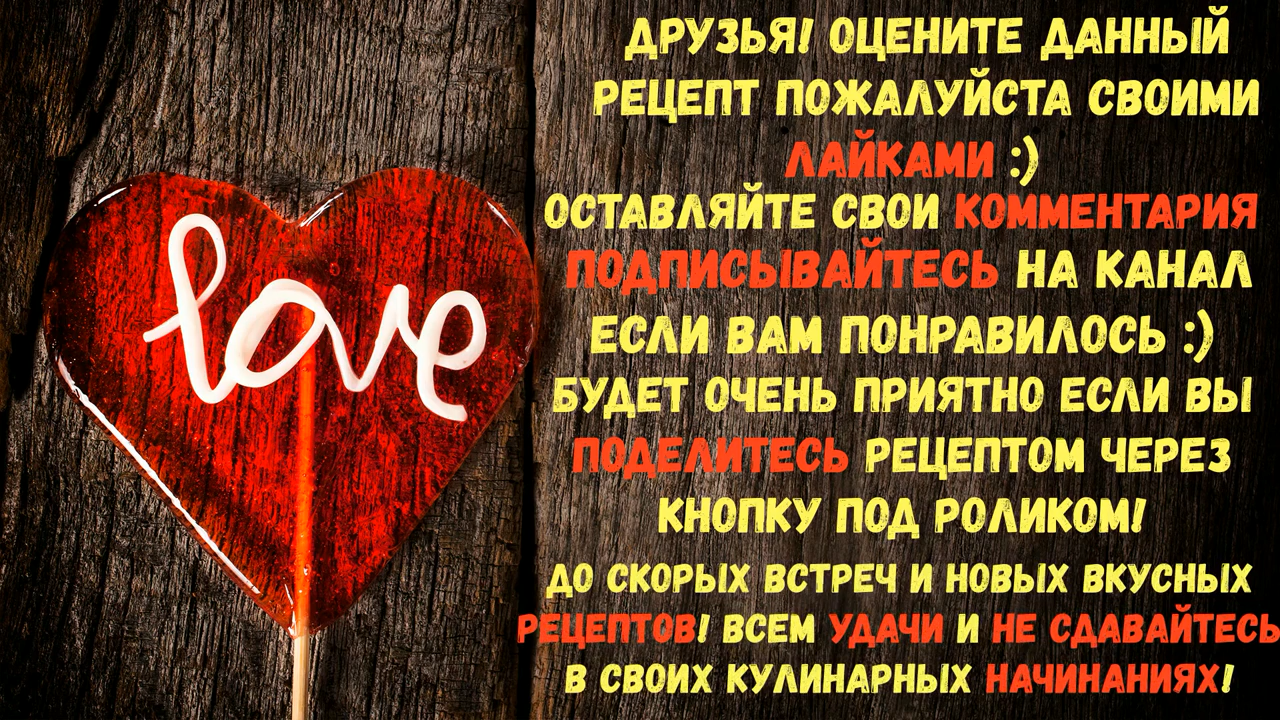 love
ДРУЗЬЯ! ОЦЕНИТЕ ДАННЫЙ
РЕЦЕПТ ПОЖАЛУЙСТА СВОИМИ
ЛАЙКАМИ :)
ОСТАВЛЯЙТЕ СВОИ КОММЕНТАРИЯ
ПОДПИСЫВАЙТЕСЬ НА КАНАЛ
ЕСЛИ ВАМ ПОНРАВИЛОСЬ :)
БУДЕТ ОЧЕНЬ ПРИЯТНО ЕСЛИ ВЫ
ПОДЕЛИТЕСЬ РЕЦЕПТОМ ЧЕРЕЗ
КНОПКУ ПОД РОЛИКОМ!
ДО СКОРЫХ ВСТРЕЧ И НОВЫХ ВКУСНЫХ
РЕЦЕПТОВ! ВСЕМ УДАЧИ И НЕ СДАВАЙТЕСЬ
В СВОИХ КУЛИНАРНЫХ НАЧИНАНИЯХ!